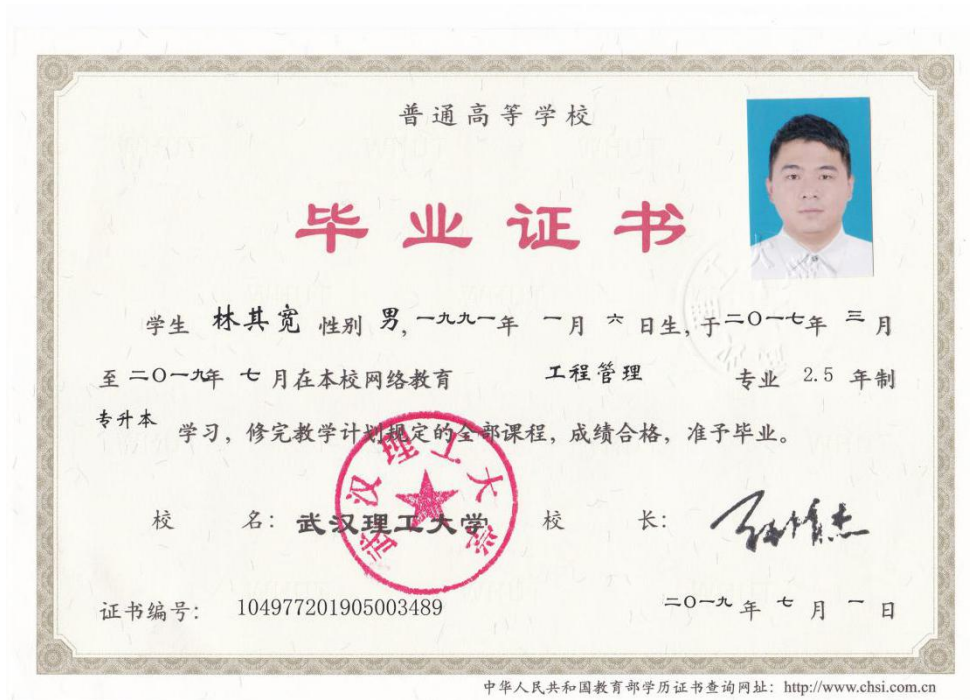 普通高等学校
毕业证书
学生 林其宽 性别 男,一九九一年 一月 六 日生,于二〇一七年 三 月
至二〇一九年 七 月在本校网络教育 工程管理 专业 2.5 年制
专升本 学习，修完教学计划规定的全部课程，成绩合格，准予毕业。
武汉理工大学
校 名：武汉理工大学 校 长：
证书编号： 104977201905003489 二〇一九 年 七 月 一 日
中华人民共和国教育部学历证书查询网址：http://www.chsi.com.cn